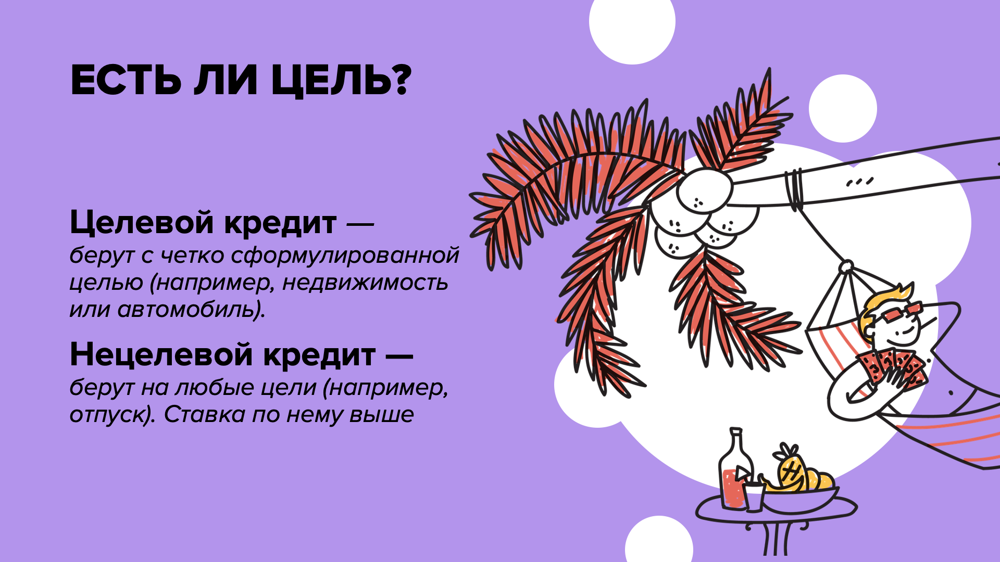 ЕСТЬ ЛИ ЦЕЛЬ?
Целевой кредит —
берут с четко сформулированной
целью (например, недвижимость
или автомобиль).
Нецелевой кредит —
берут на любые цели (например,
отпуск). Ставка по нему выше